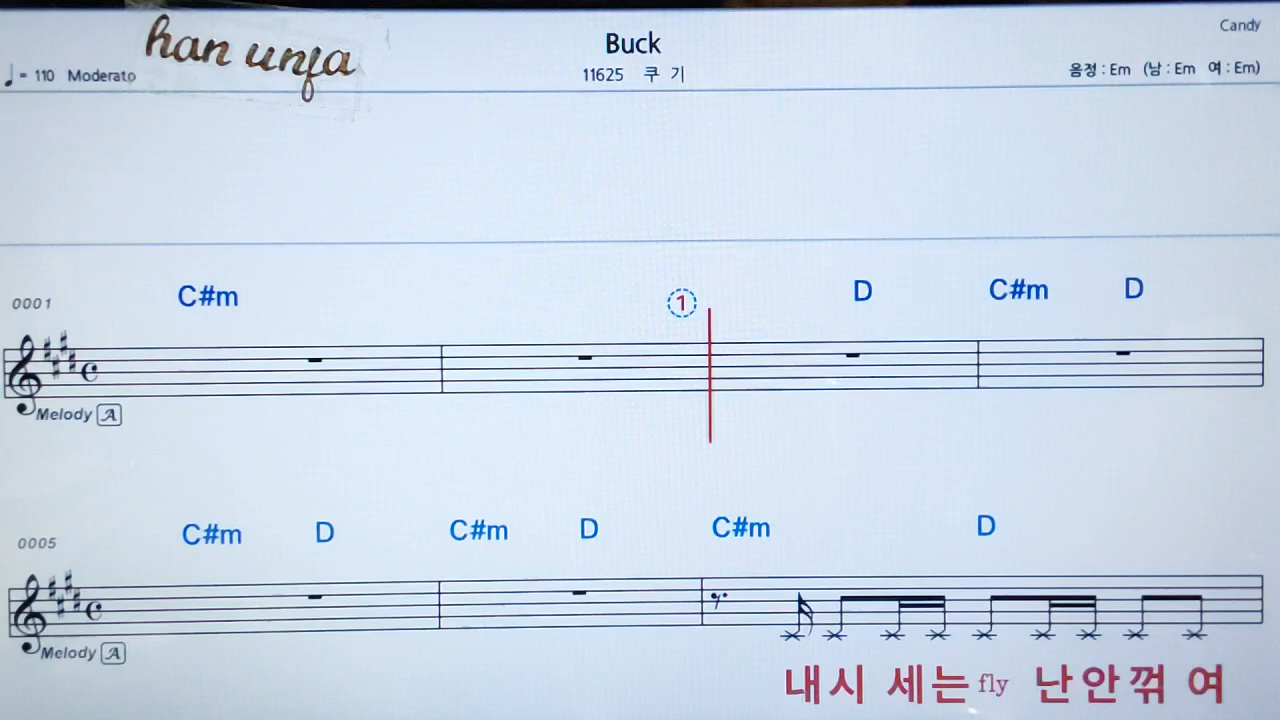 han unja
Candy
Buck
♩= 110 Moderato
11625 쿠 기
음정 : Em (남 : Em 여 : Em)
0001
C#m
1
D
C#m
D
Melody A
0005
C#m
D
C#m
D
C#m
D
Melody A
내시 세는 fly 난안꺾 여